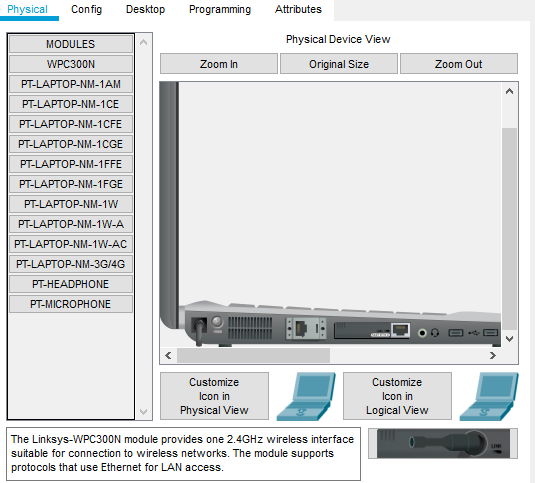 Physical Config Desktop Programming Attributes
MODULES
WPC300N
PT-LAPTOP-NM-1AM
PT-LAPTOP-NM-1CE
PT-LAPTOP-NM-1CFE
PT-LAPTOP-NM-1CGE
PT-LAPTOP-NM-1FFE
PT-LAPTOP-NM-1FGE
PT-LAPTOP-NM-1W
PT-LAPTOP-NM-1W-A
PT-LAPTOP-NM-1W-AC
PT-LAPTOP-NM-3G/4G
PT-HEADPHONE
PT-MICROPHONE
Physical Device View
Zoom In Original Size Zoom Out
Customize
Icon in
Physical View
Customize
Icon in
Logical View
The Linksys-WPC300N module provides one 2.4GHz wireless interface
suitable for connection to wireless networks. The module supports
protocols that use Ethernet for LAN access.
LINK